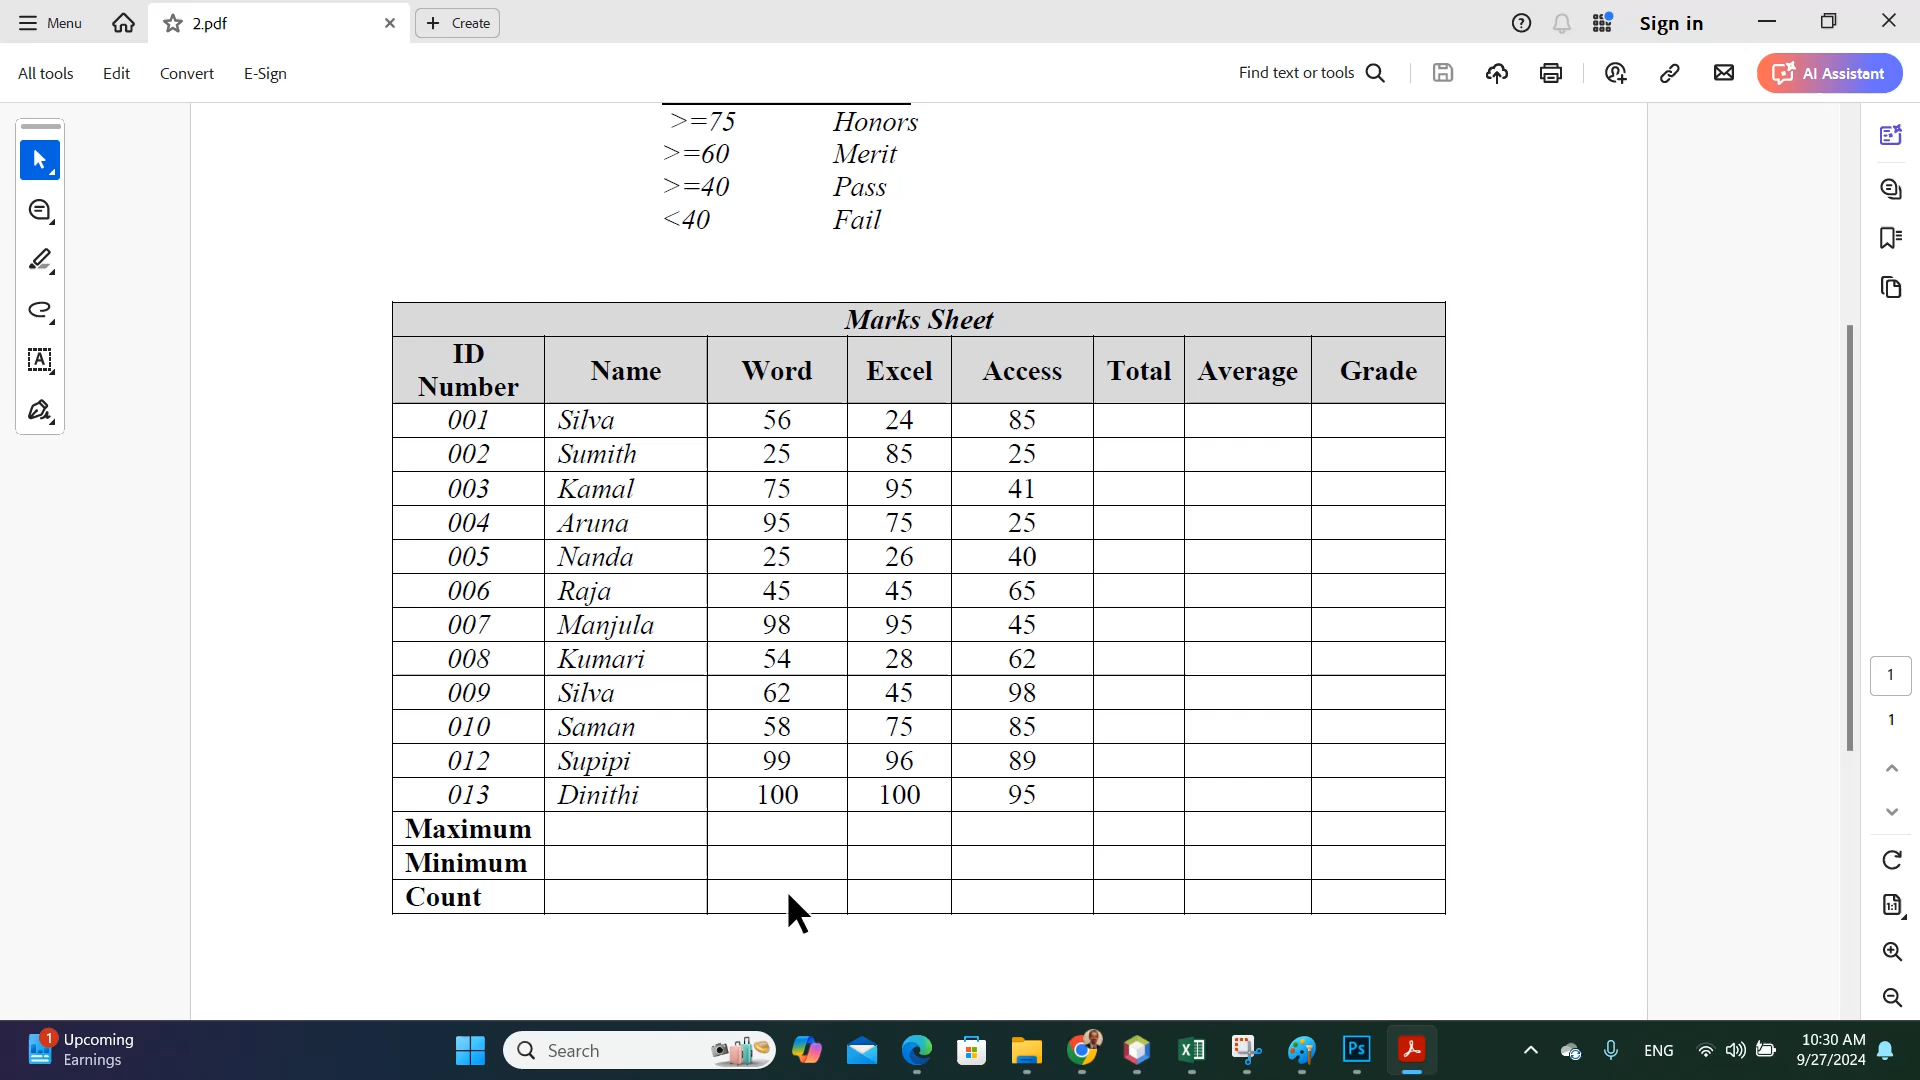 Menu
2.pdf
Create
Sign in
All tools
Edit
Convert
E-Sign
Find text or tools
AI Assistant
>=75 Honors
>=60 Merit
>=40 Pass
<40 Fail
Marks Sheet
ID Number Name Word Excel Access Total Average Grade
001 Silva 56 24 85
002 Sumith 25 85 25
003 Kamal 75 95 41
004 Aruna 95 75 25
005 Nanda 25 26 40
006 Raja 45 45 65
007 Manjula 98 95 45
008 Kumari 54 28 62
009 Silva 62 45 98
010 Saman 58 75 85
012 Supipi 99 96 89
013 Dinithi 100 100 95
Maximum
Minimum
Count
1
1
1
Upcoming
Earnings
Search
X
Ps
ENG
10:30 AM
9/27/2024